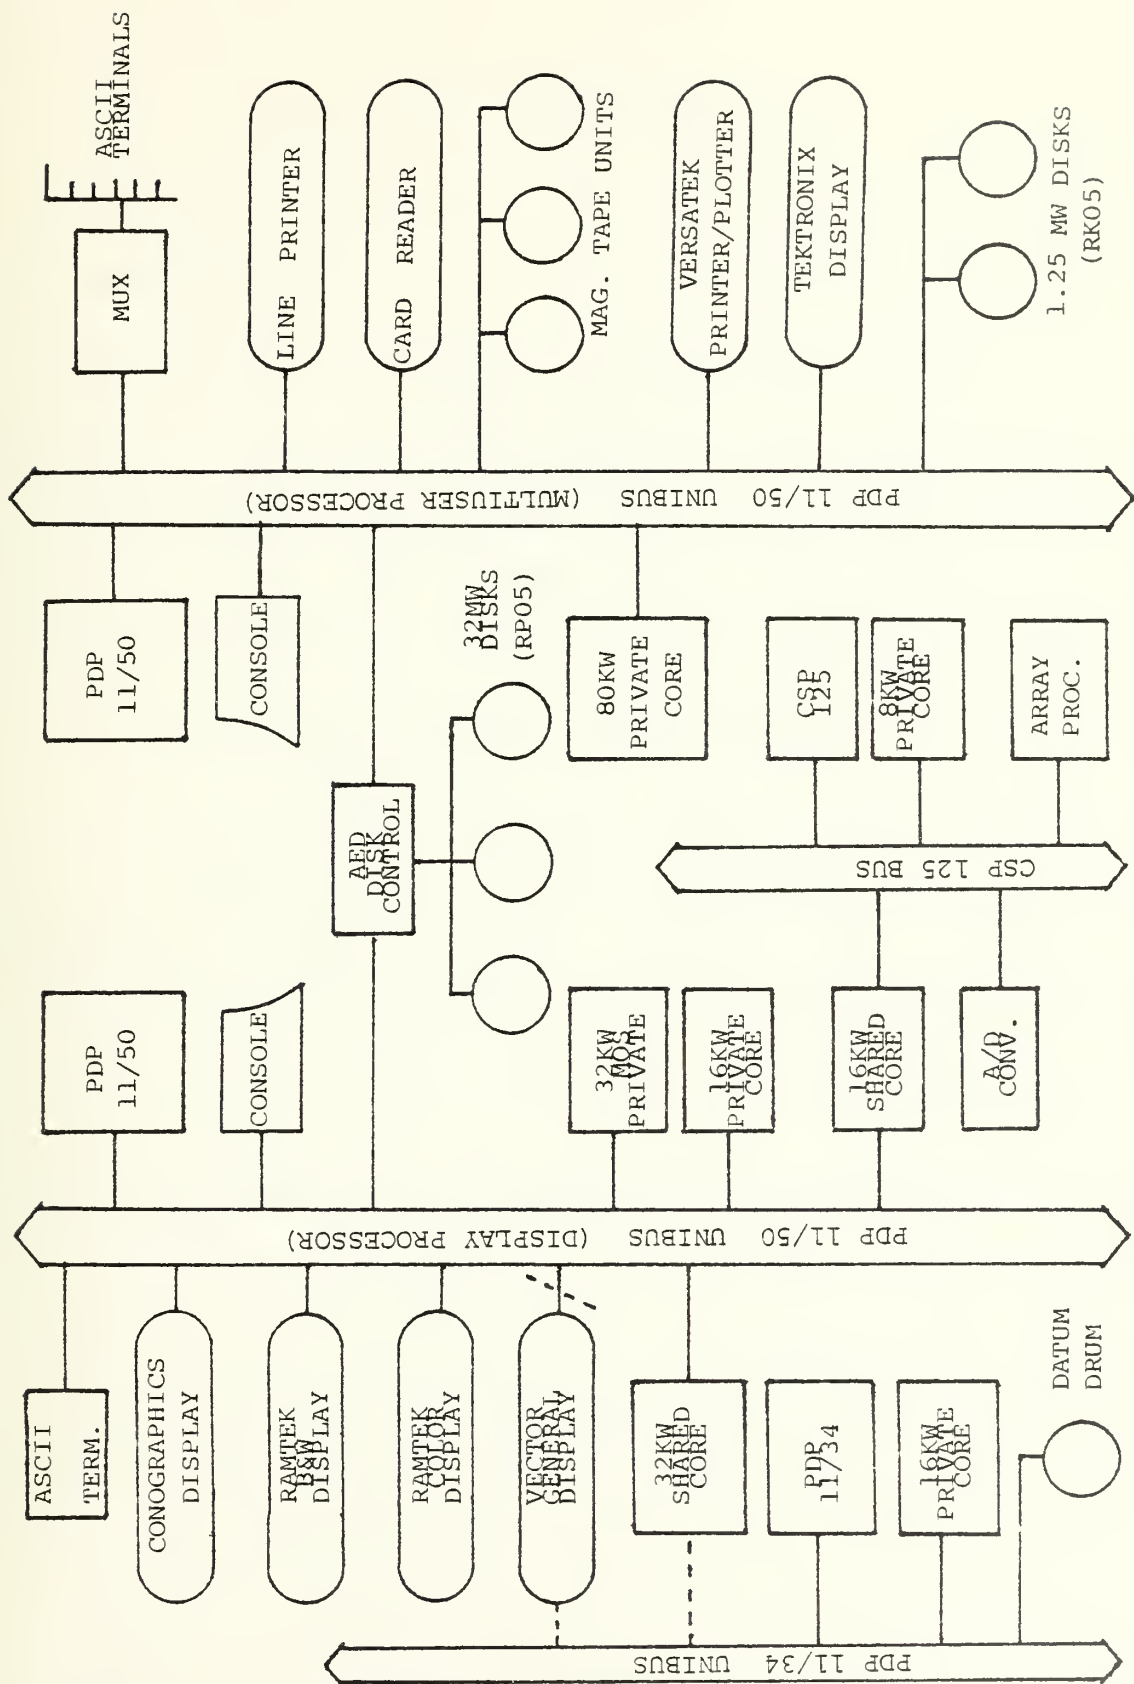 ASCII
TERMINALS
MUX
LINE PRINTER
CARD READER
MAG. TAPE UNITS
VERSATEK
PRINTER/PLOTTER
TEKTRONIX
DISPLAY
1.25 MW DISKS
(RK05)
PDP 11/50 UNIBUS (MULTIUSER PROCESSOR)
PDP
11/50
CONSOLE
32MW
DISKS
(RP05)
80KW
PRIVATE
CORE
CSP
125
8KW
PRIVATE
CORE
ARRAY
PROC.
AED
DISK
CONTROL
CSP 125 BUS
PDP
11/50
CONSOLE
32KW
MOS
PRIVATE
16KW
PRIVATE
CORE
16KW
SHARED
CORE
A/D
CONV.
PDP 11/50 UNIBUS (DISPLAY PROCESSOR)
ASCII
TERM.
CONOGRAPHICS
DISPLAY
RAMTEK
B&W
DISPLAY
RAMTEK
COLOR
DISPLAY
VECTOR
GENERAL
DISPLAY
32KW
SHARED
CORE
PDP
11/34
16KW
PRIVATE
CORE
DATUM
DRUM
PDP 11/34 UNIBUS